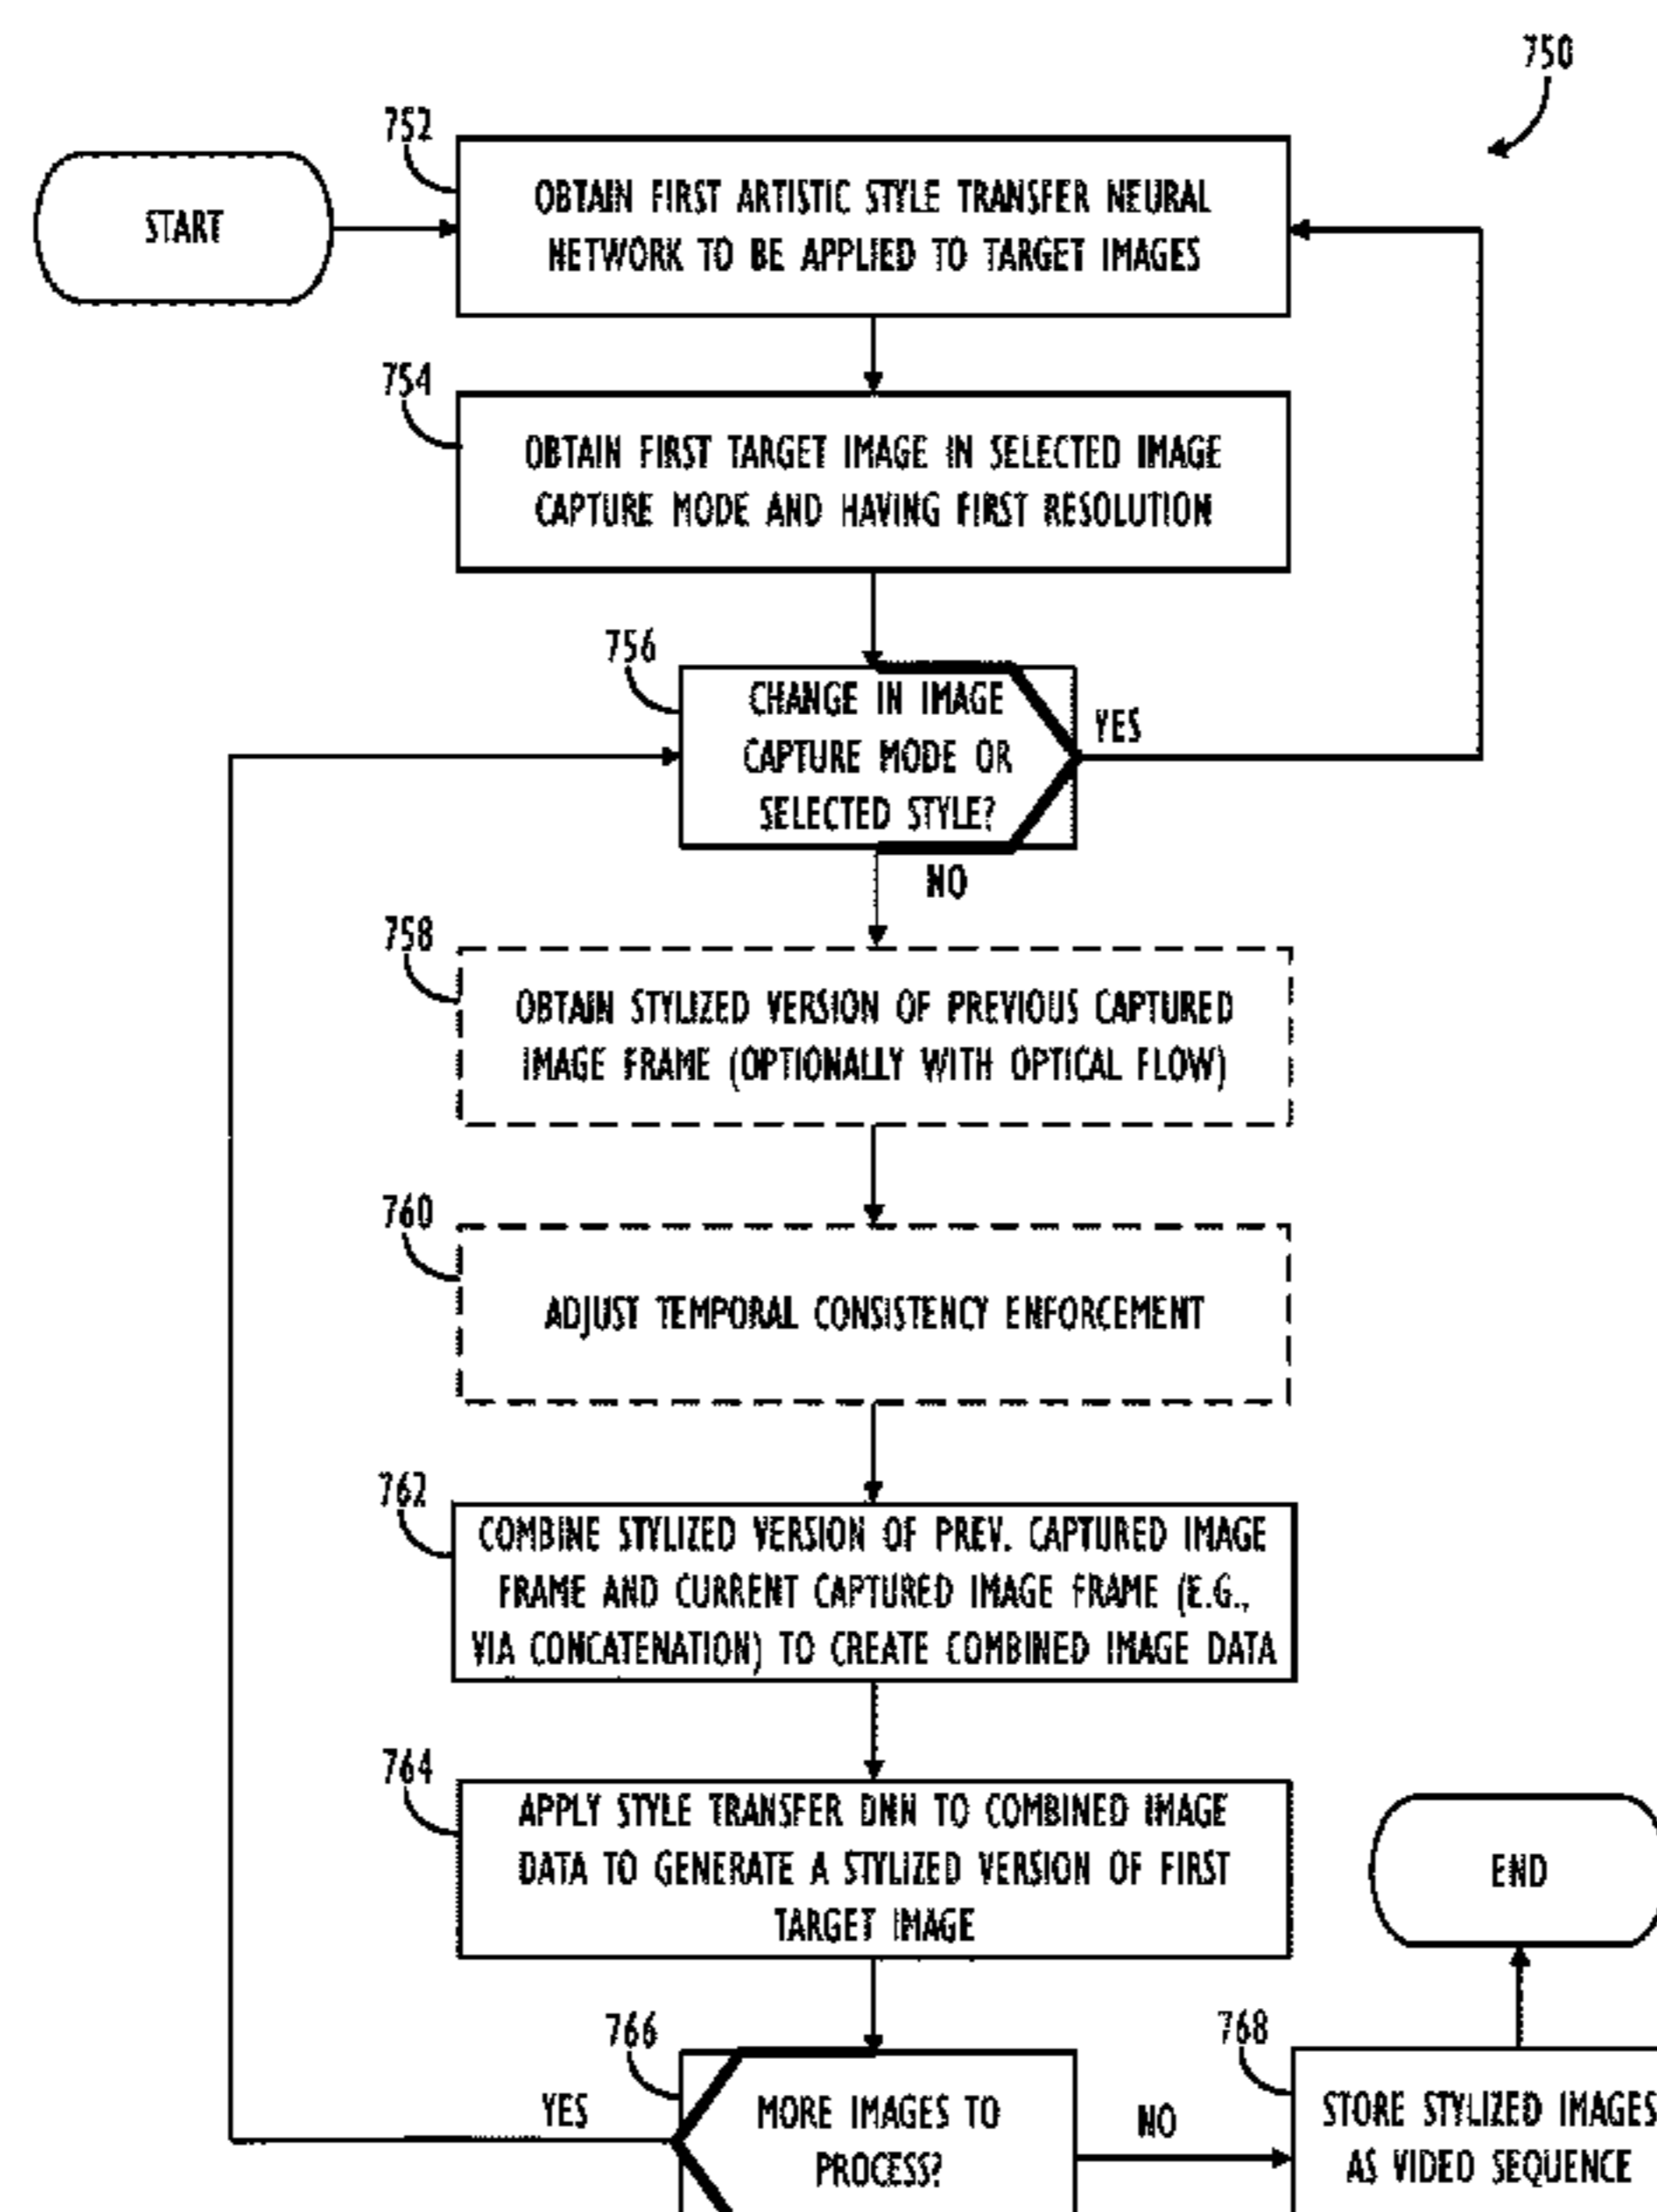 750
752
START
OBTAIN FIRST ARTISTIC STYLE TRANSFER NEURAL
NETWORK TO BE APPLIED TO TARGET IMAGES
754
OBTAIN FIRST TARGET IMAGE IN SELECTED IMAGE
CAPTURE MODE AND HAVING FIRST RESOLUTION
756
CHANGE IN IMAGE
CAPTURE MODE OR
SELECTED STYLE?
YES
NO
758
OBTAIN STYLIZED VERSION OF PREVIOUS CAPTURED
IMAGE FRAME (OPTIONALLY WITH OPTICAL FLOW)
760
ADJUST TEMPORAL CONSISTENCY ENFORCEMENT
762
COMBINE STYLIZED VERSION OF PREV. CAPTURED IMAGE
FRAME AND CURRENT CAPTURED IMAGE FRAME (E.G.,
VIA CONCATENATION) TO CREATE COMBINED IMAGE DATA
764
APPLY STYLE TRANSFER DNN TO COMBINED IMAGE
DATA TO GENERATE A STYLIZED VERSION OF FIRST
TARGET IMAGE
END
766
YES
MORE IMAGES TO
PROCESS?
NO
768
STORE STYLIZED IMAGES
AS VIDEO SEQUENCE